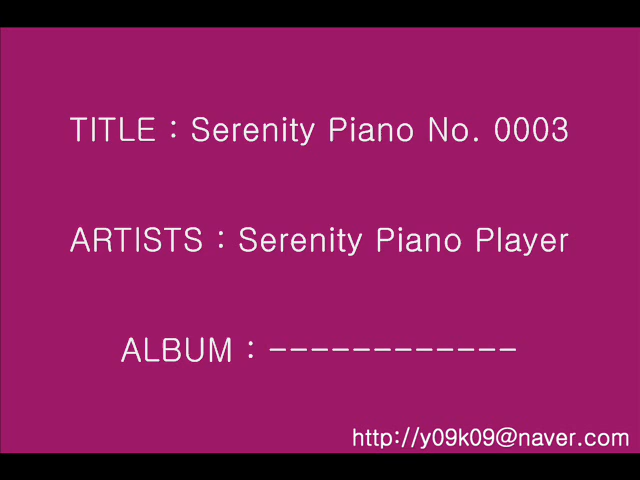 TITLE : Serenity Piano No. 0003
ARTISTS : Serenity Piano Player
ALBUM : ------------
http://y09k09@naver.com